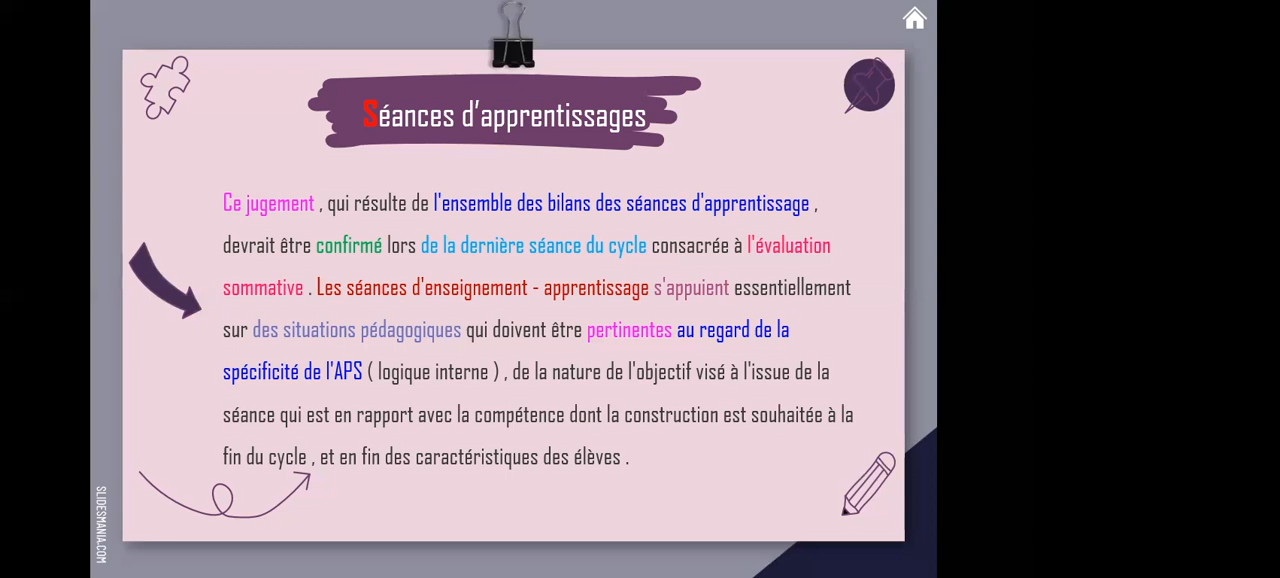 Séances d'apprentissages
Ce jugement , qui résulte de l'ensemble des bilans des séances d'apprentissage ,
devrait être confirmé lors de la dernière séance du cycle consacrée à l'évaluation
sommative . Les séances d'enseignement - apprentissage s'appuient essentiellement
sur des situations pédagogiques qui doivent être pertinentes au regard de la
spécificité de l'APS ( logique interne ) , de la nature de l'objectif visé à l'issue de la
séance qui est en rapport avec la compétence dont la construction est souhaitée à la
fin du cycle , et en fin des caractéristiques des élèves .
SLIDESMANIA.COM